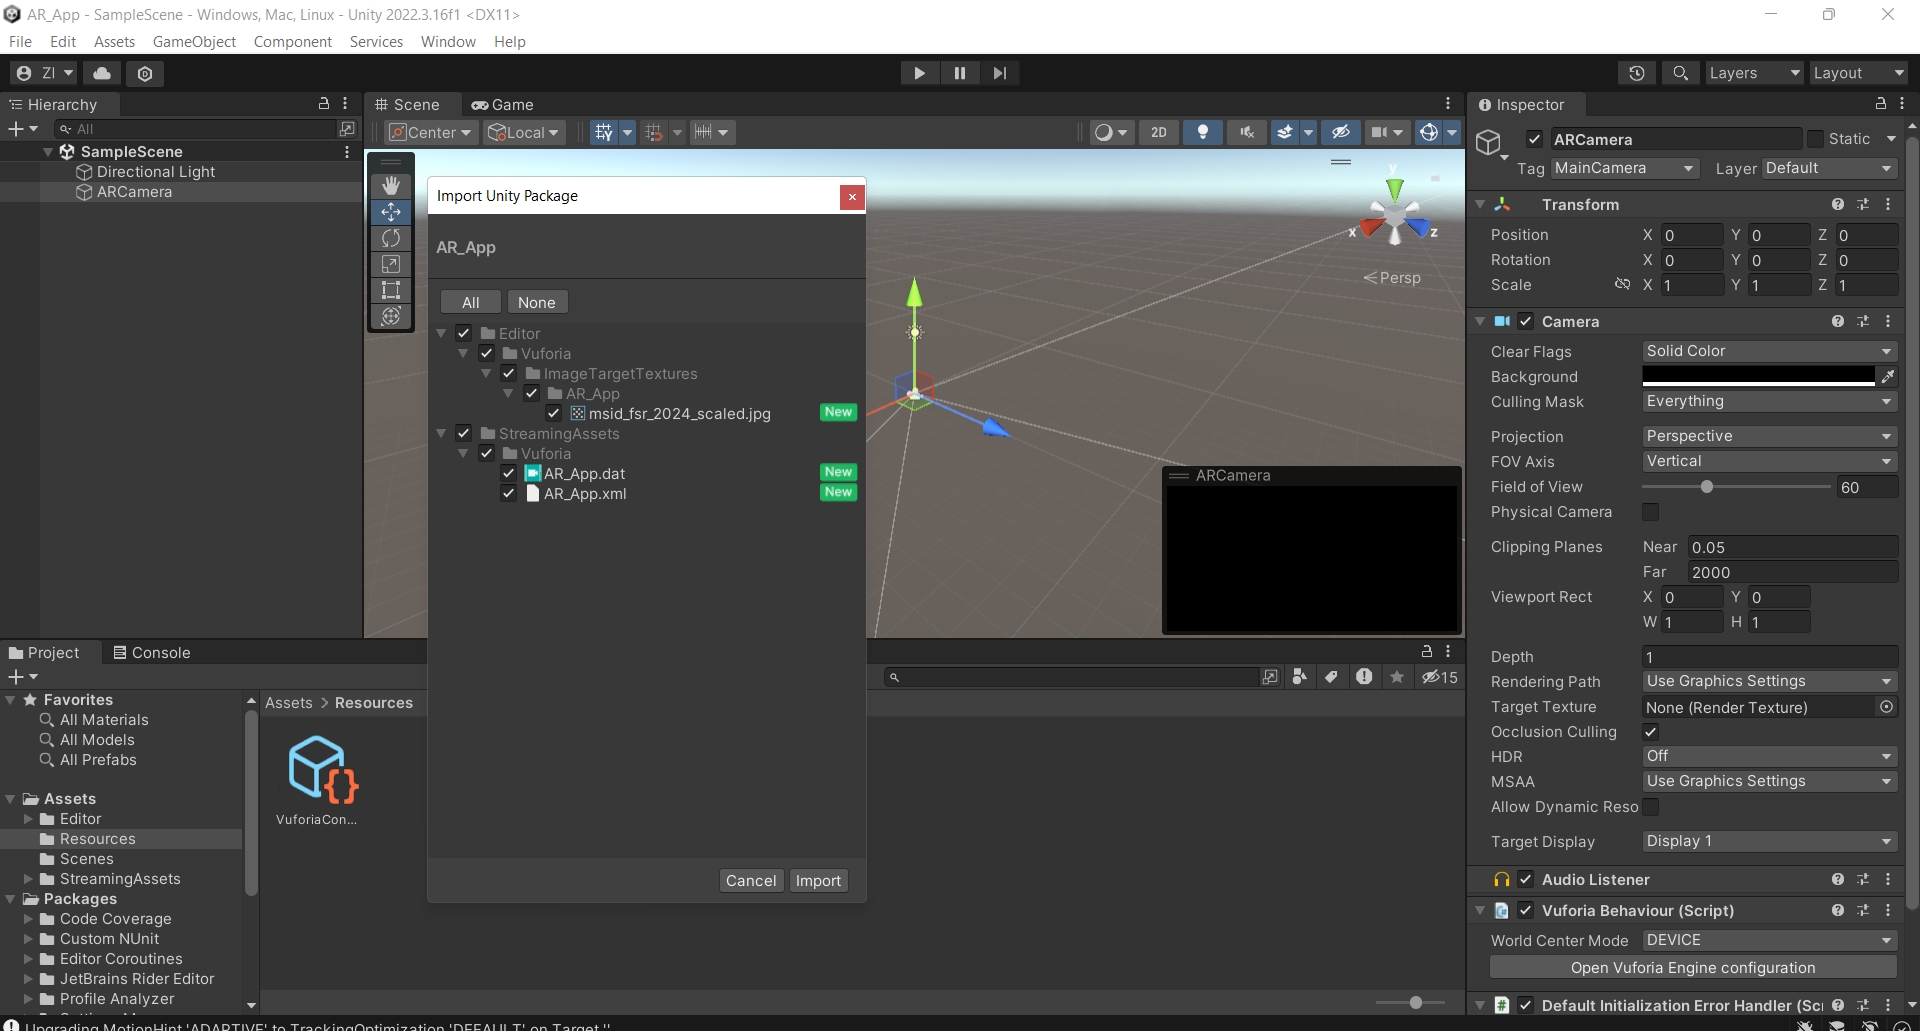 AR_App - SampleScene - Windows, Mac, Linux - Unity 2022.3.16f1 <DX11>
File Edit Assets GameObject Component Services Window Help
ZI Layers Layout
Hierarchy
All
SampleScene
Directional Light
ARCamera
Scene Game
Center Local 2D
y
x z
Persp
ARCamera
Import Unity Package
AR_App
All None
Editor
Vuforia
ImageTargetTextures
AR_App
msid_fsr_2024_scaled.jpg New
StreamingAssets
Vuforia
AR_App.dat New
AR_App.xml New
Cancel Import
Project Console
15
Favorites
All Materials
All Models
All Prefabs
Assets
Editor
Resources
Scenes
StreamingAssets
Packages
Code Coverage
Custom NUnit
Editor Coroutines
JetBrains Rider Editor
Profile Analyzer
Assets > Resources
VuforiaCon...
Upgrading MotionHint 'ADAPTIVE' to TrackingOptimization 'DEFAULT' on Target ''
Inspector
ARCamera Static
Tag MainCamera Layer Default
Transform
Position X 0 Y 0 Z 0
Rotation X 0 Y 0 Z 0
Scale X 1 Y 1 Z 1
Camera
Clear Flags Solid Color
Background
Culling Mask Everything
Projection Perspective
FOV Axis Vertical
Field of View 60
Physical Camera
Clipping Planes Near 0.05
Far 2000
Viewport Rect X 0 Y 0
W 1 H 1
Depth 1
Rendering Path Use Graphics Settings
Target Texture None (Render Texture)
Occlusion Culling
HDR Off
MSAA Use Graphics Settings
Allow Dynamic Reso
Target Display Display 1
Audio Listener
Vuforia Behaviour (Script)
World Center Mode DEVICE
Open Vuforia Engine configuration
Default Initialization Error Handler (Scr